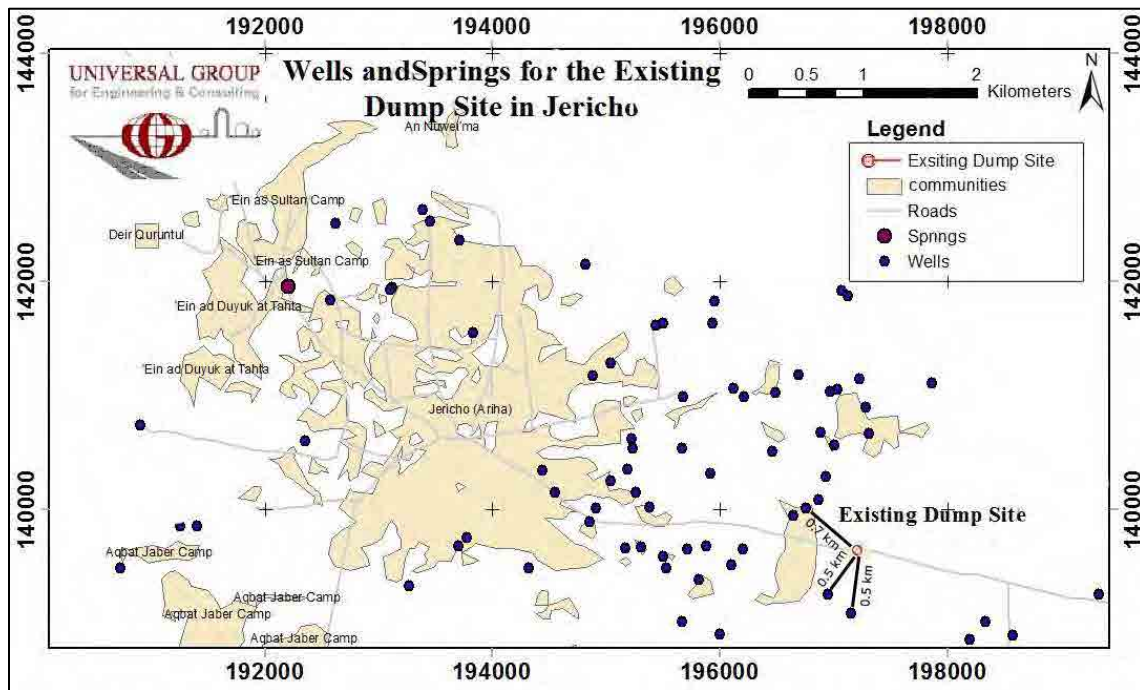 192000 194000 196000 198000
144000 144000
UNIVERSAL GROUP
for Engineering & Consulting
Wells andSprings for the Existing
Dump Site in Jericho
0 0.5 1 2
Kilometers
N
An Nuwei'ma
Legend
Exsiting Dump Site
communities
Roads
Springs
Wells
'Ein as Sultan Camp
Deir Quruntul
'Ein as Sultan Camp
142000 142000
'Ein ad Duyuk at Tahta
'Ein ad Duyuk at Tahta
Jericho (Ariha)
140000 140000
Existing Dump Site
0.7 km
0.5 km
0.5 km
Aqbat Jaber Camp
Aqbat Jaber Camp
Aqbat Jaber Camp
Aqbat Jaber Camp
192000 194000 196000 198000